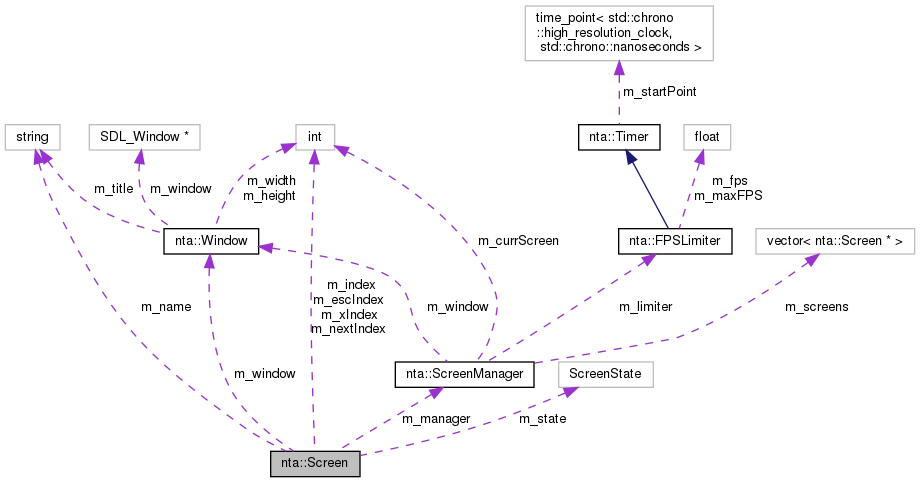 time_point< std::chrono
::high_resolution_clock,
std::chrono::nanoseconds >
m_startPoint
string
SDL_Window *
int
nta::Timer
float
m_title
m_window
m_width
m_height
m_fps
m_maxFPS
nta::Window
m_currScreen
nta::FPSLimiter
vector< nta::Screen * >
m_name
m_index
m_escIndex
m_xIndex
m_nextIndex
m_window
m_limiter
m_screens
m_window
nta::ScreenManager
ScreenState
m_manager
m_state
nta::Screen